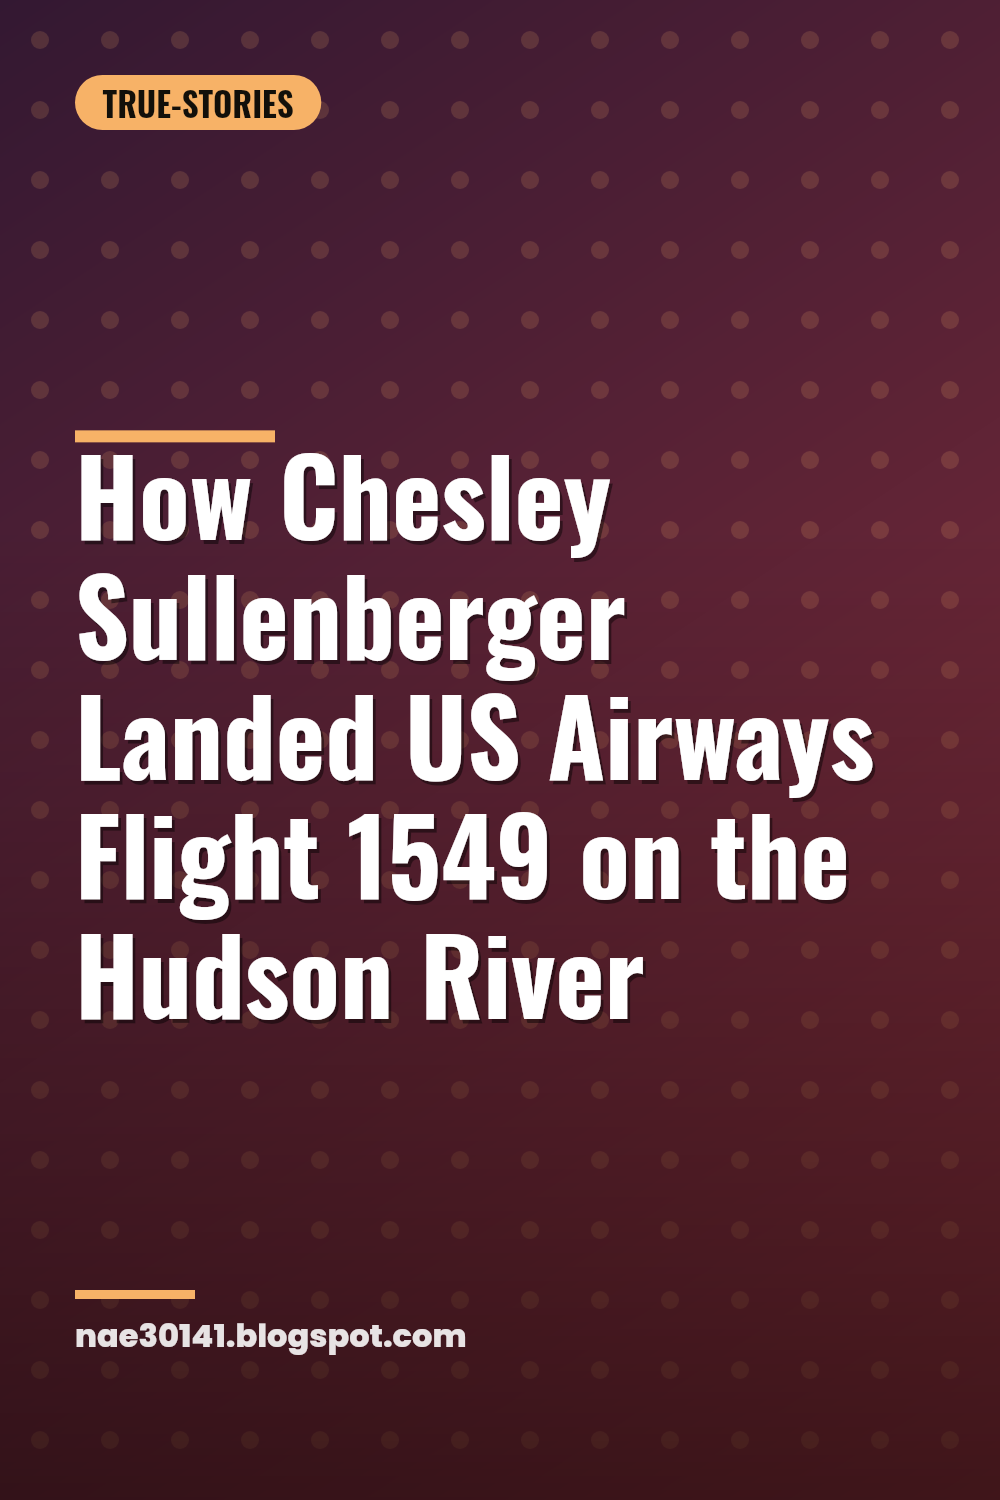 TRUE-STORIES
How Chesley
Sullenberger
Landed US Airways
Flight 1549 on the
Hudson River
nae30141.blogspot.com